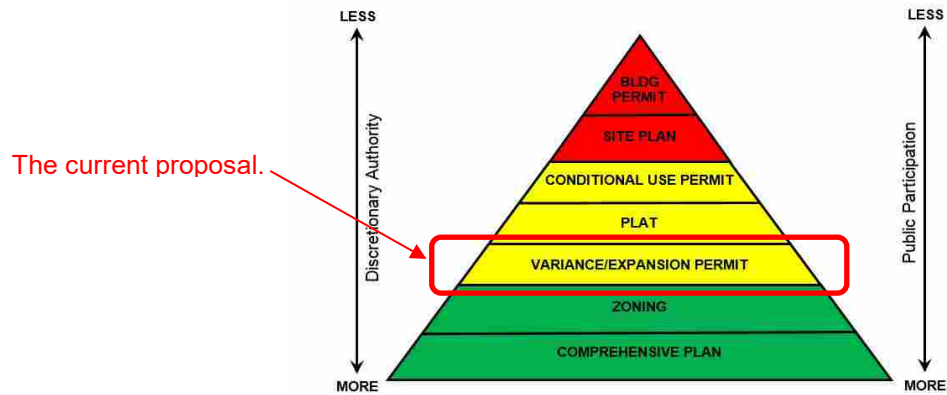 LESS
LESS
BLDG
PERMIT
SITE PLAN
The current proposal.
Discretionary Authority
Public Participation
CONDITIONAL USE PERMIT
PLAT
VARIANCE/EXPANSION PERMIT
ZONING
COMPREHENSIVE PLAN
MORE
MORE